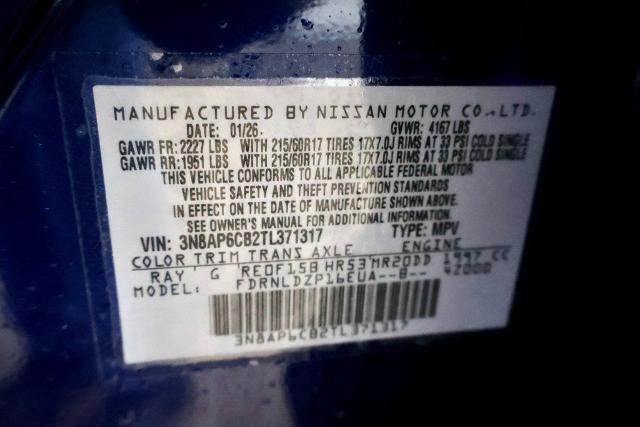 MANUFACTURED BY NISSAN MOTOR CO., LTD.
DATE: 01/26. GVWR: 4167 LBS
GAWR FR: 2227 LBS WITH 215/60R17 TIRES 17X7.0J RIMS AT 33 PSI COLD SINGLE
GAWR RR: 1951 LBS WITH 215/60R17 TIRES 17X7.0J RIMS AT 33 PSI COLD SINGLE
THIS VEHICLE CONFORMS TO ALL APPLICABLE FEDERAL MOTOR
VEHICLE SAFETY AND THEFT PREVENTION STANDARDS
IN EFFECT ON THE DATE OF MANUFACTURE SHOWN ABOVE.
SEE OWNER'S MANUAL FOR ADDITIONAL INFORMATION.
VIN: 3N8AP6CB2TL371317 TYPE: MPV
COLOR TRIM TRANS AXLE ENGINE
RAY G RE0F15B HR53 MR20DD 1997 CC
MODEL: FDRNLDZP16EUA--B-- 42000
3N8AP6CB2TL371317